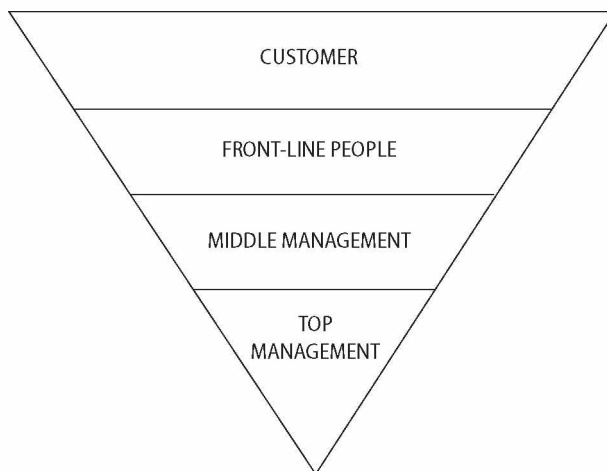 CUSTOMER
FRONT-LINE PEOPLE
MIDDLE MANAGEMENT
TOP
MANAGEMENT